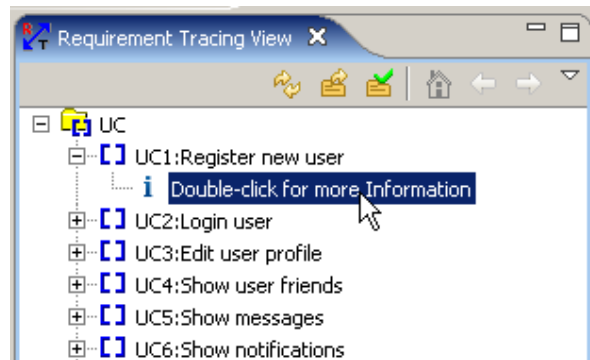 Requirement Tracing View
UC
UC1:Register new user
i Double-click for more Information
UC2:Login user
UC3:Edit user profile
UC4:Show user friends
UC5:Show messages
UC6:Show notifications